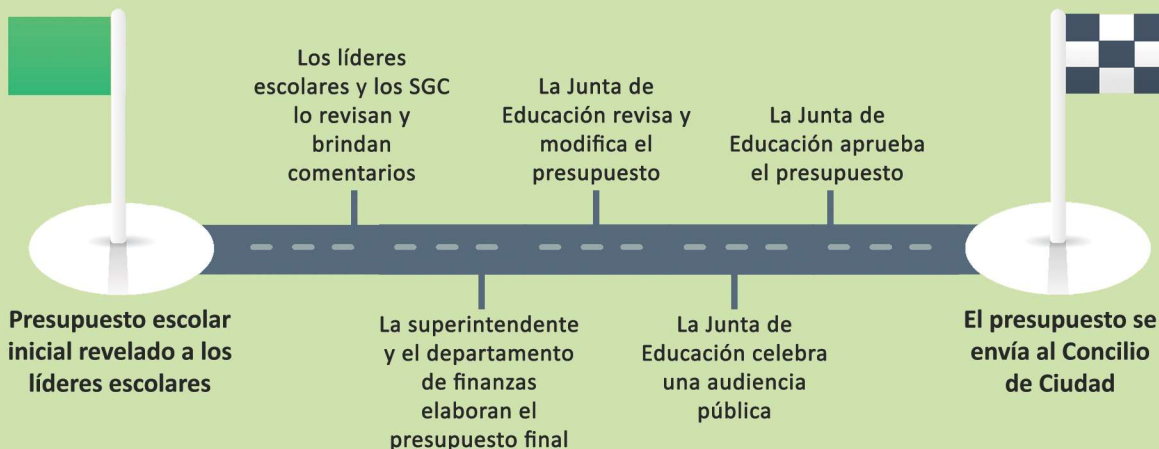 Presupuesto escolar
inicial revelado a los
líderes escolares
Los líderes
escolares y los SGC
lo revisan y
brindan
comentarios
La superintendente
y el departamento
de finanzas
elaboran el
presupuesto final
La Junta de
Educación revisa y
modifica el
presupuesto
La Junta de
Educación celebra
una audiencia
pública
La Junta de
Educación aprueba
el presupuesto
El presupuesto se
envía al Concilio
de Ciudad